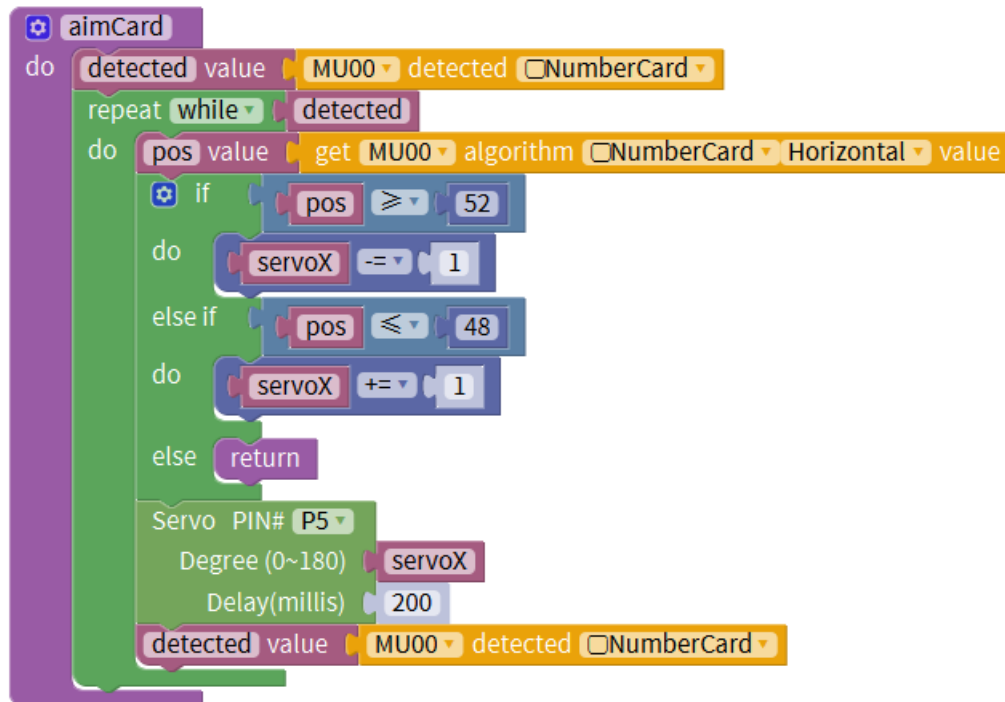 aimCard
do detected value MU00 detected NumberCard
repeat while detected
do pos value get MU00 algorithm NumberCard Horizontal value
if pos ≥ 52
do servoX -= 1
else if pos ≤ 48
do servoX += 1
else return
Servo PIN# P5
Degree (0~180) servoX
Delay(millis) 200
detected value MU00 detected NumberCard